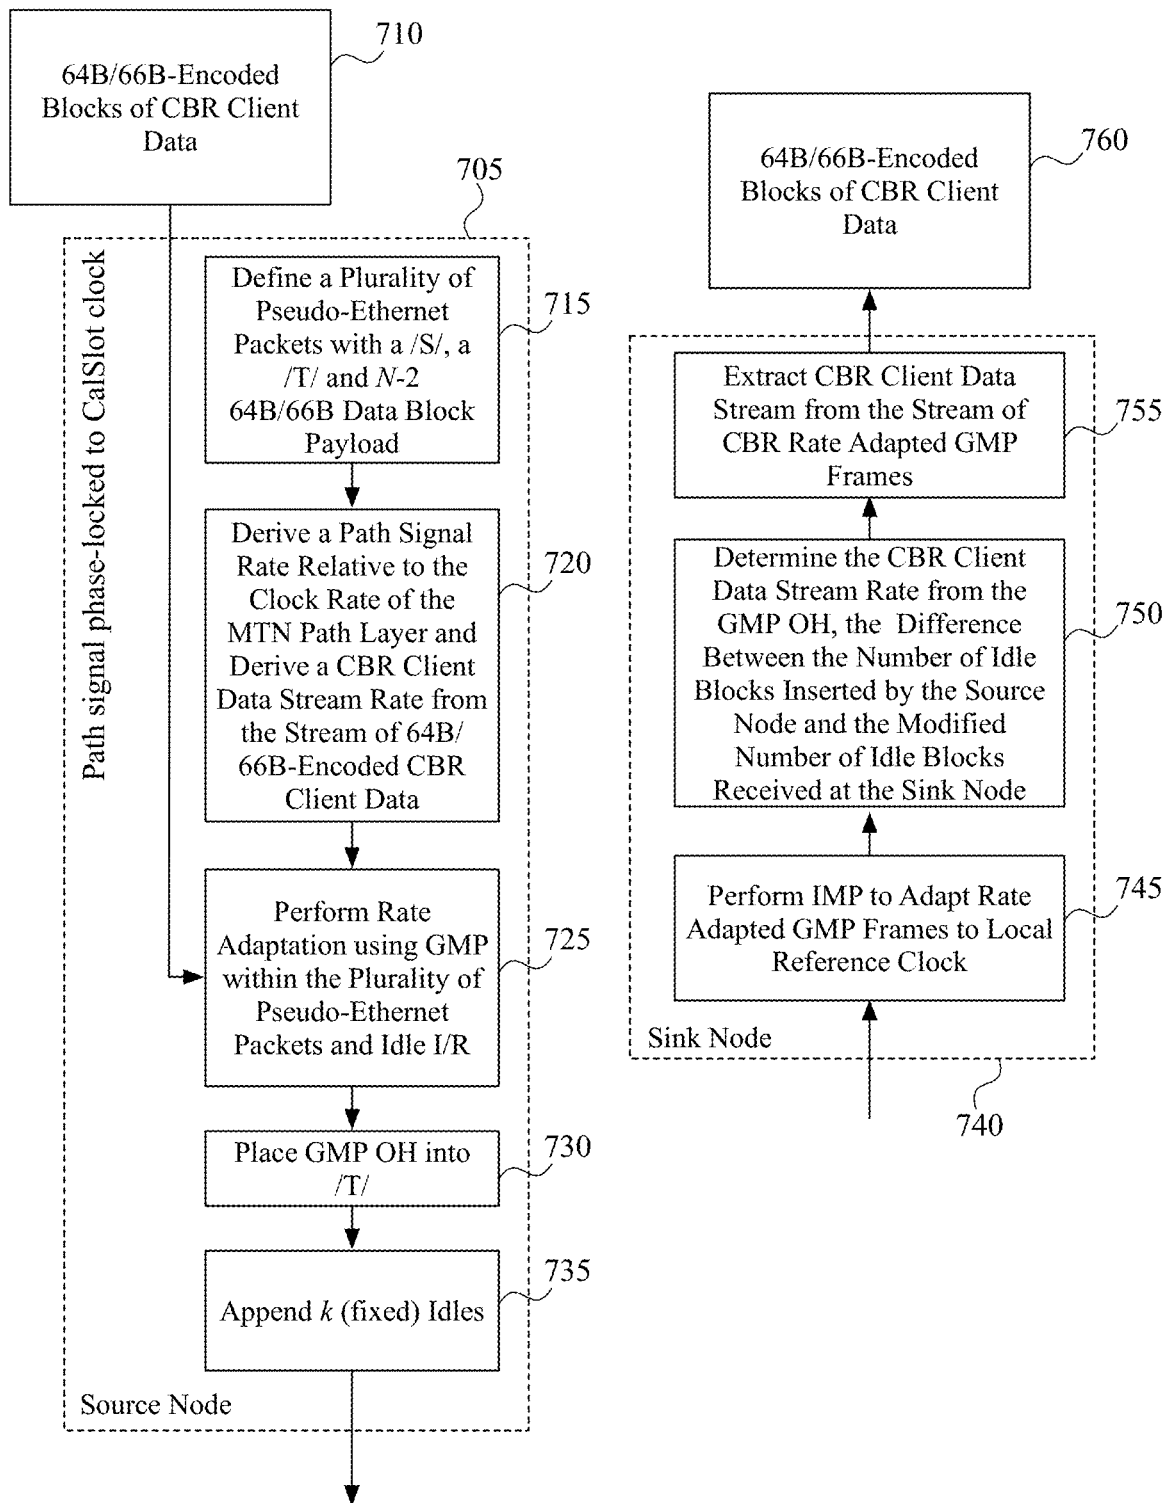 710
64B/66B-Encoded
Blocks of CBR Client
Data
705
Path signal phase-locked to CalSlot clock
Define a Plurality of
Pseudo-Ethernet
Packets with a /S/, a
/T/ and N-2
64B/66B Data Block
Payload
715
Derive a Path Signal
Rate Relative to the
Clock Rate of the
MTN Path Layer and
Derive a CBR Client
Data Stream Rate from
the Stream of 64B/
66B-Encoded CBR
Client Data
720
Perform Rate
Adaptation using GMP
within the Plurality of
Pseudo-Ethernet
Packets and Idle I/R
725
Place GMP OH into
/T/
730
Append k (fixed) Idles
735
Source Node
64B/66B-Encoded
Blocks of CBR Client
Data
760
Extract CBR Client Data
Stream from the Stream of
CBR Rate Adapted GMP
Frames
755
Determine the CBR Client
Data Stream Rate from the
GMP OH, the Difference
Between the Number of Idle
Blocks Inserted by the Source
Node and the Modified
Number of Idle Blocks
Received at the Sink Node
750
Perform IMP to Adapt Rate
Adapted GMP Frames to Local
Reference Clock
745
Sink Node
740